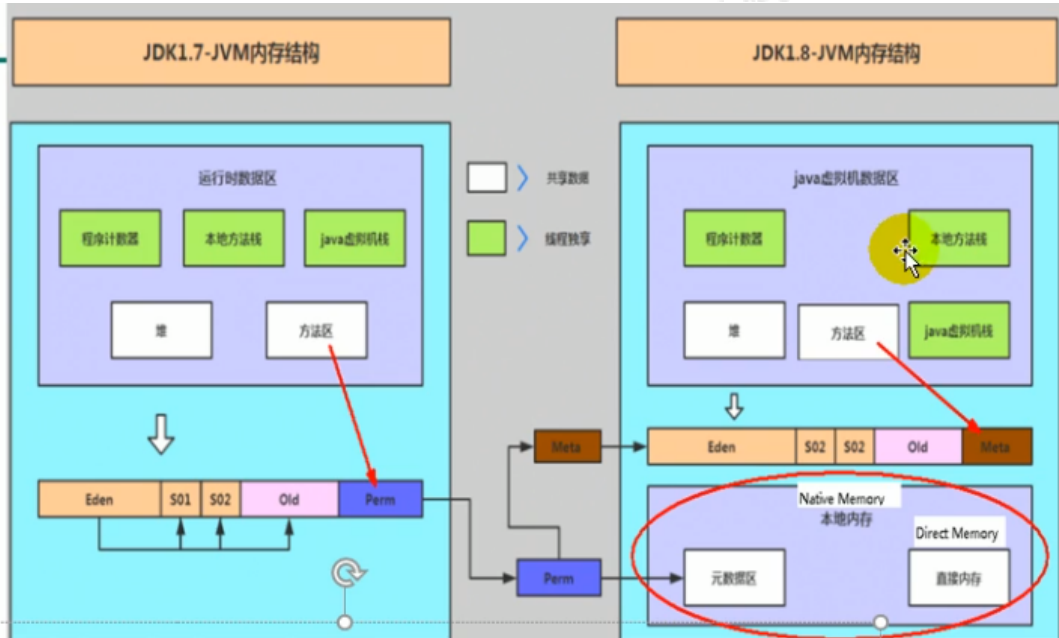 JDK1.7-JVM内存结构
JDK1.8-JVM内存结构
运行时数据区
程序计数器
本地方法栈
java虚拟机栈
堆
方法区
Eden
S01
S02
Old
Perm
共享数据
线程独享
Meta
Perm
java虚拟机数据区
程序计数器
本地方法栈
堆
方法区
java虚拟机栈
Eden
S02
S02
Old
Meta
Native Memory
本地内存
Direct Memory
元数据区
直接内存